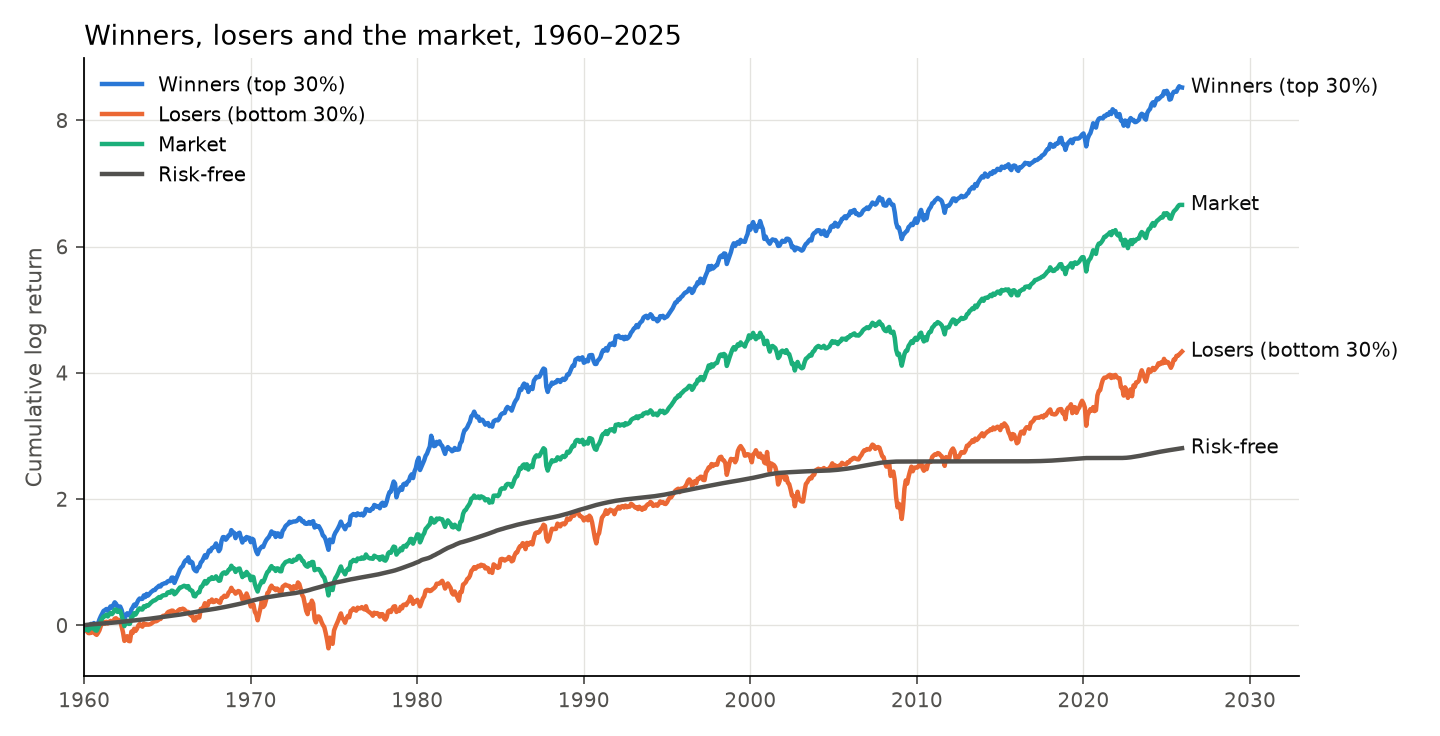 Winners, losers and the market, 1960–2025
Winners (top 30%)
Losers (bottom 30%)
Market
Risk-free
Cumulative log return
8
6
4
2
0
1960
1970
1980
1990
2000
2010
2020
2030
Winners (top 30%)
Market
Losers (bottom 30%)
Risk-free